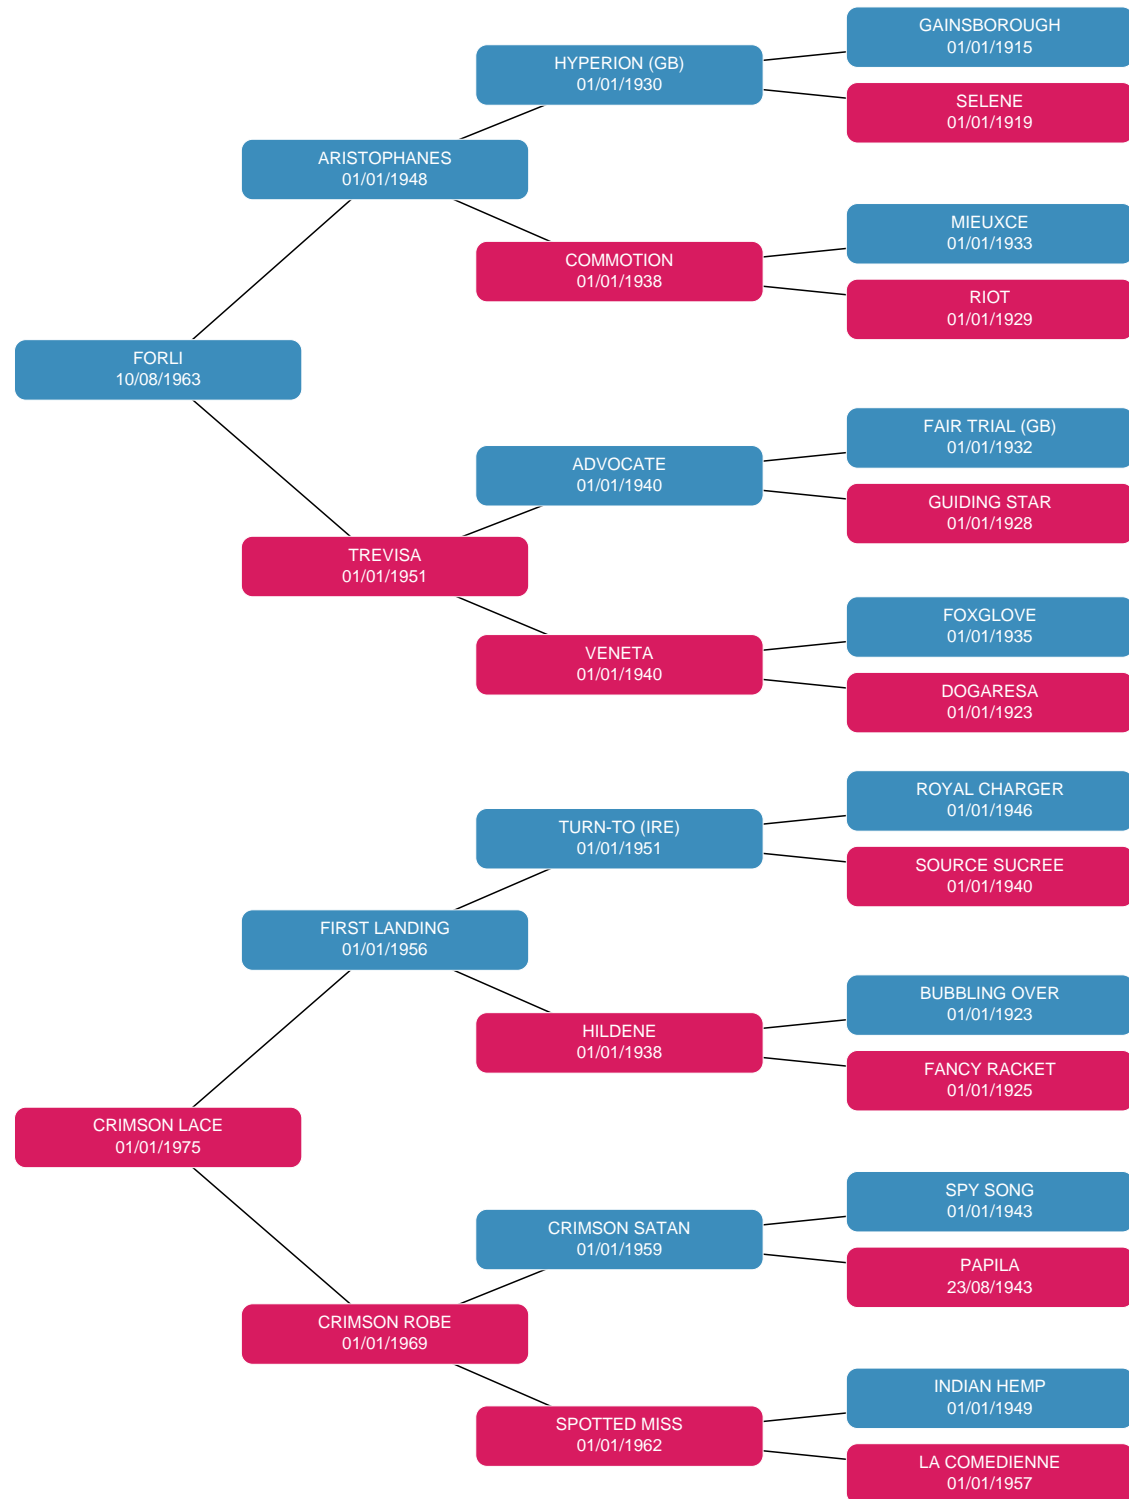 GAINSBOROUGH
01/01/1915
HYPERION (GB)
01/01/1930
SELENE
01/01/1919
ARISTOPHANES
01/01/1948
MIEUXCE
01/01/1933
COMMOTION
01/01/1938
RIOT
01/01/1929
FORLI
10/08/1963
FAIR TRIAL (GB)
01/01/1932
ADVOCATE
01/01/1940
GUIDING STAR
01/01/1928
TREVISA
01/01/1951
FOXGLOVE
01/01/1935
VENETA
01/01/1940
DOGARESA
01/01/1923
ROYAL CHARGER
01/01/1946
TURN-TO (IRE)
01/01/1951
SOURCE SUCREE
01/01/1940
FIRST LANDING
01/01/1956
BUBBLING OVER
01/01/1923
HILDENE
01/01/1938
FANCY RACKET
01/01/1925
CRIMSON LACE
01/01/1975
SPY SONG
01/01/1943
CRIMSON SATAN
01/01/1959
PAPILA
23/08/1943
CRIMSON ROBE
01/01/1969
INDIAN HEMP
01/01/1949
SPOTTED MISS
01/01/1962
LA COMEDIENNE
01/01/1957